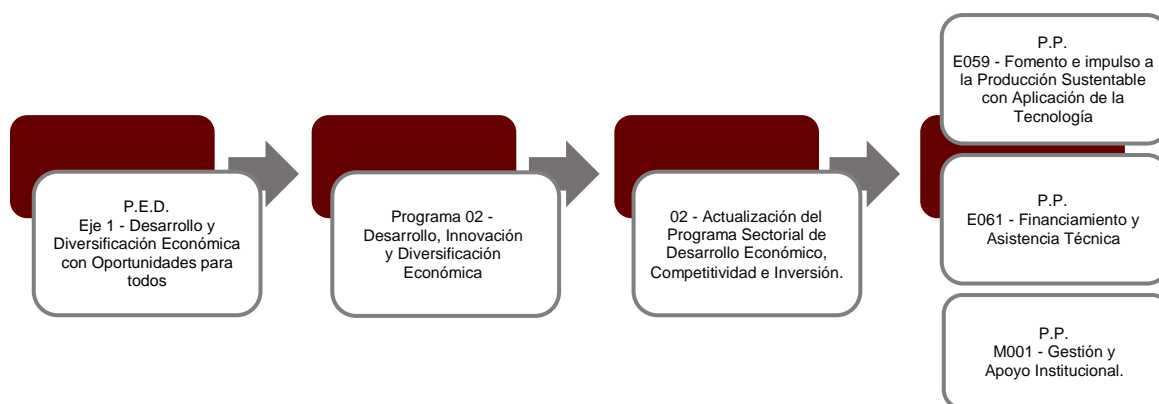 P.E.D.
Eje 1 - Desarrollo y
Diversificación Económica
con Oportunidades para
todos
Programa 02 -
Desarrollo, Innovación
y Diversificación
Económica
02 - Actualización del
Programa Sectorial de
Desarrollo Económico,
Competitividad e Inversión.
P.P.
E059 - Fomento e impulso a
la Producción Sustentable
con Aplicación de la
Tecnología
P.P.
E061 - Financiamiento y
Asistencia Técnica
P.P.
M001 - Gestión y
Apoyo Institucional.